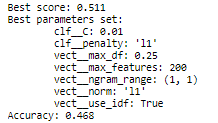 Best score: 0.511
Best parameters set:
        clf__C: 0.01
        clf__penalty: 'l1'
        vect__max_df: 0.25
        vect__max_features: 200
        vect__ngram_range: (1, 1)
        vect__norm: 'l1'
        vect__use_idf: True
Accuracy: 0.468